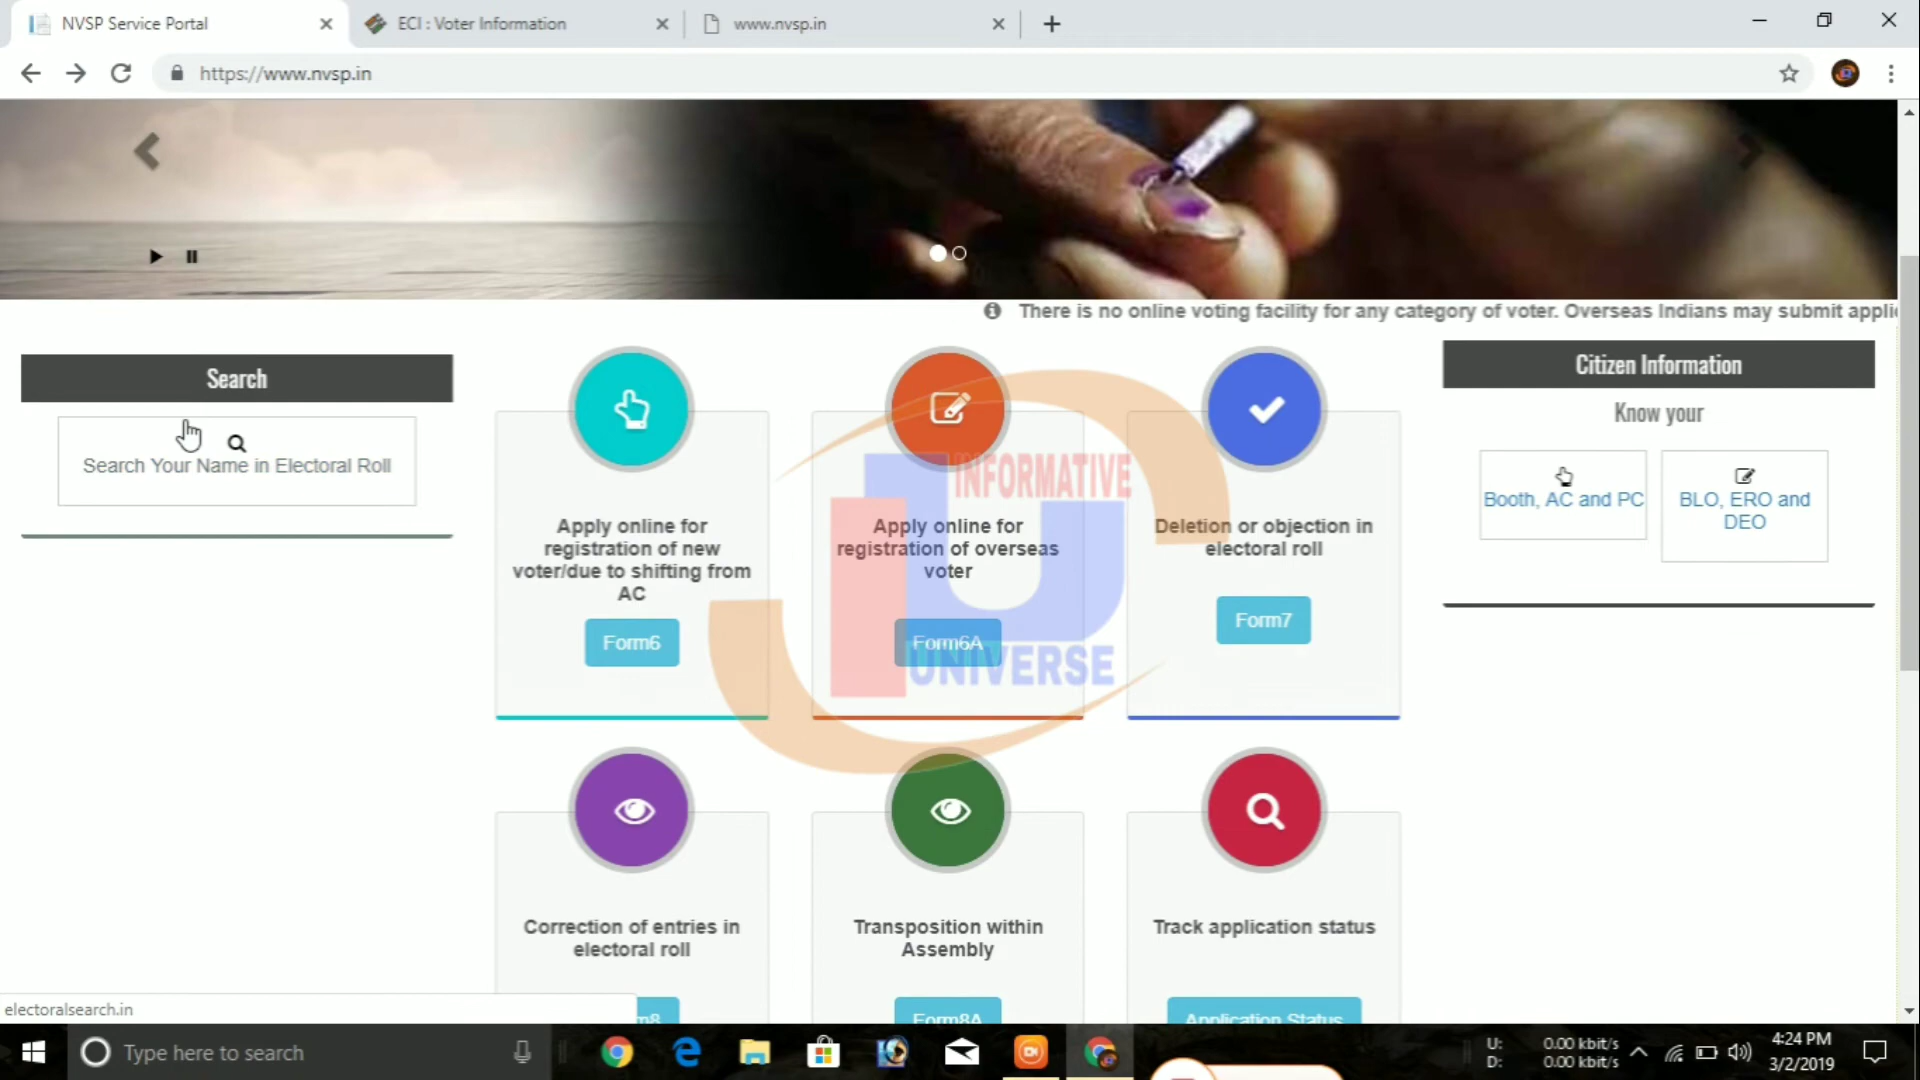 NVSP Service Portal
ECI : Voter Information
www.nvsp.in
https://www.nvsp.in
There is no online voting facility for any category of voter. Overseas Indians may submit appli
Search
Search Your Name in Electoral Roll
Apply online for
registration of new
voter/due to shifting from
AC
Form6
Apply online for
registration of overseas
voter
Form6A
Deletion or objection in
electoral roll
Form7
INFORMATIVE
UNIVERSE
Citizen Information
Know your
Booth, AC and PC
BLO, ERO and
DEO
Correction of entries in
electoral roll
m8
Transposition within
Assembly
Form8A
Track application status
Application Status
electoralsearch.in
Type here to search
U: 0.00 kbit/s
D: 0.00 kbit/s
4:24 PM
3/2/2019